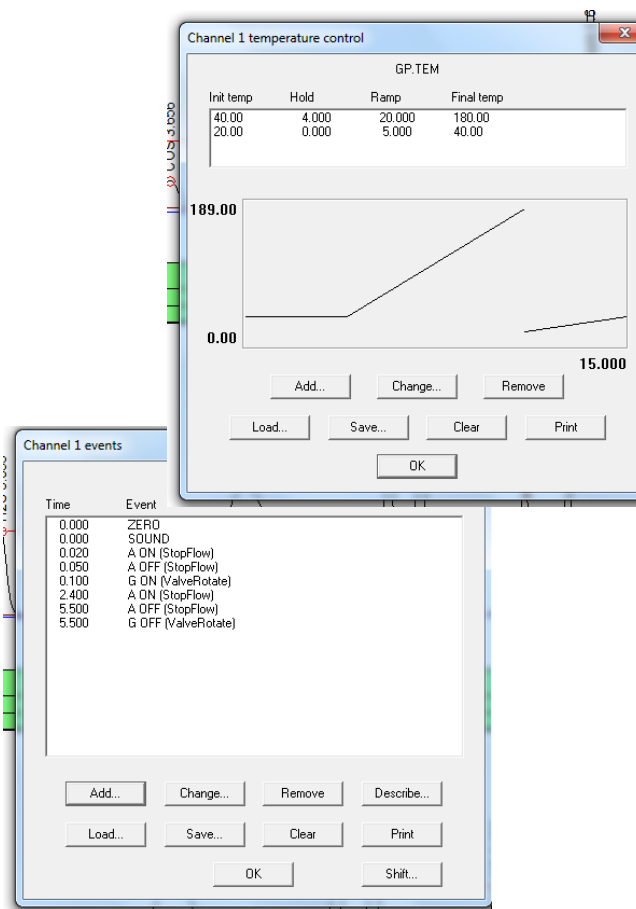 Channel 1 temperature control
GP.TEM
Init temp Hold Ramp Final temp
40.00 4.000 20.000 180.00
20.00 0.000 5.000 40.00
189.00
0.00
15.000
Add... Change... Remove
Load... Save... Clear Print
OK
Channel 1 events
Time Event
0.000 ZERO
0.000 SOUND
0.020 A ON (StopFlow)
0.050 A OFF (StopFlow)
0.100 G ON (ValveRotate)
2.400 A ON (StopFlow)
5.500 A OFF (StopFlow)
5.500 G OFF (ValveRotate)
Add... Change... Remove Describe...
Load... Save... Clear Print
OK Shift...